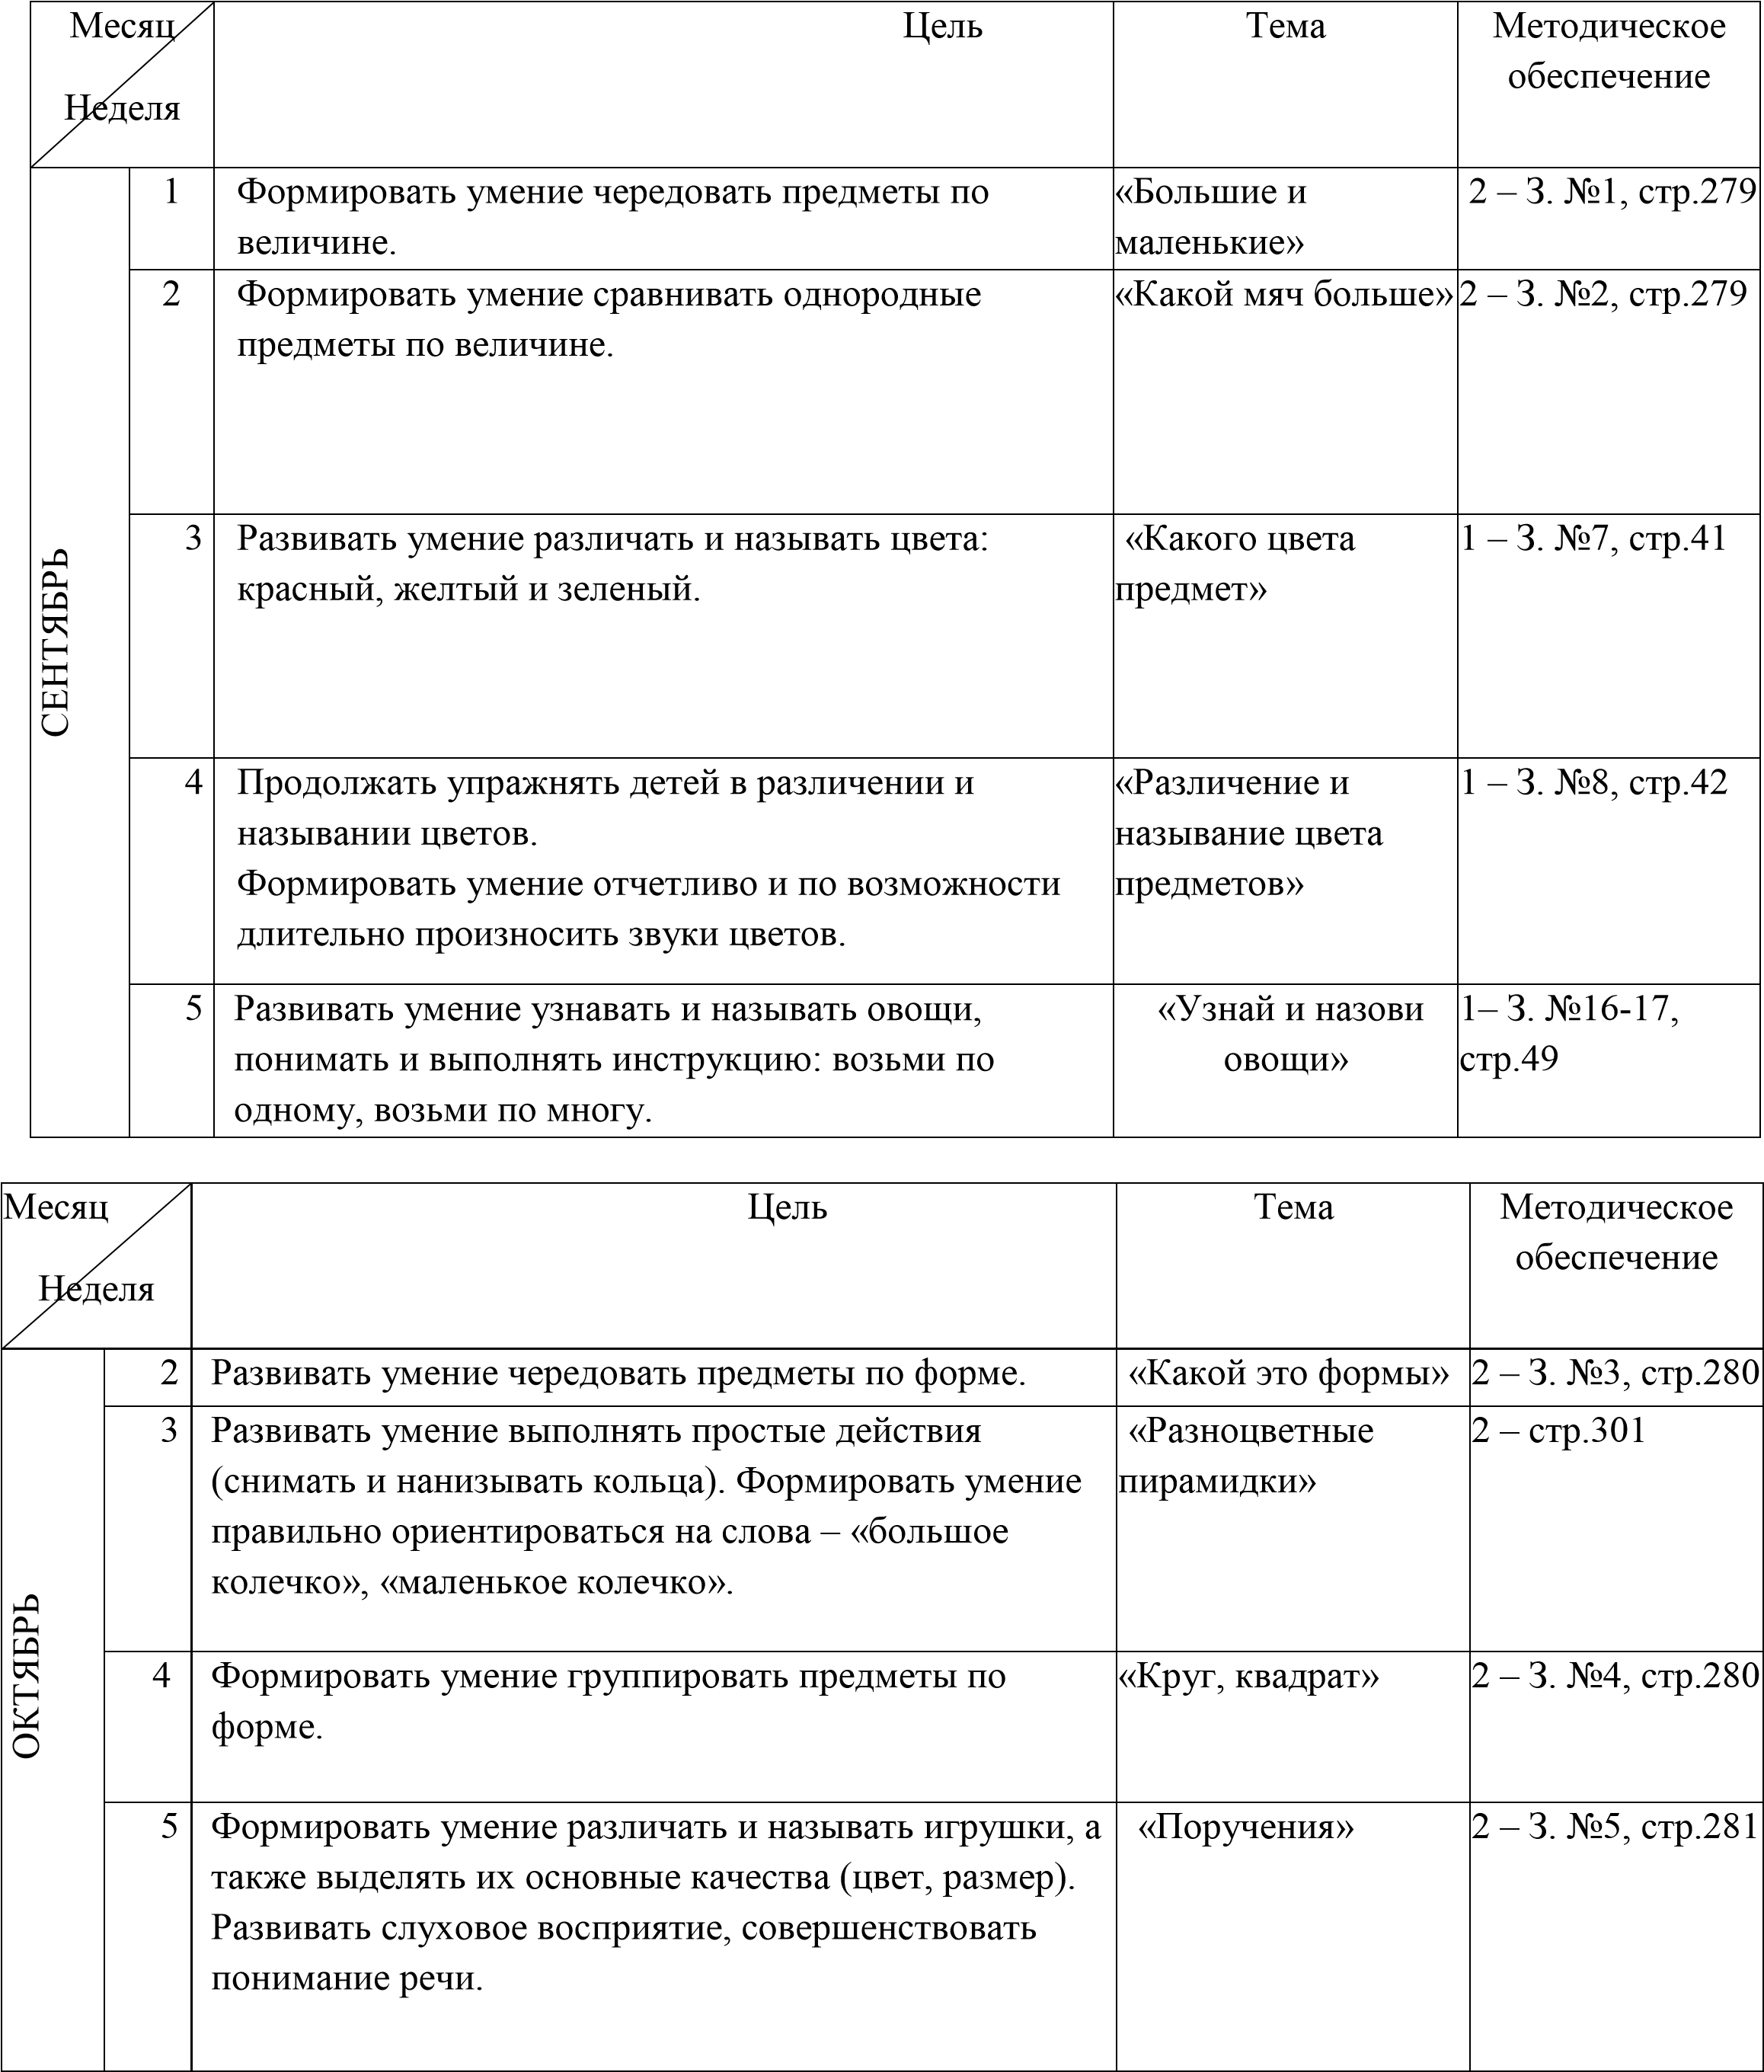 Месяц
Неделя
Цель
Тема
Методическое
обеспечение
СЕНТЯБРЬ
1
Формировать умение чередовать предметы по
величине.
«Большие и
маленькие»
2 – З. №1, стр.279
2
Формировать умение сравнивать однородные
предметы по величине.
«Какой мяч больше»
2 – З. №2, стр.279
3
Развивать умение различать и называть цвета:
красный, желтый и зеленый.
«Какого цвета
предмет»
1 – З. №7, стр.41
4
Продолжать упражнять детей в различении и
назывании цветов.
Формировать умение отчетливо и по возможности
длительно произносить звуки цветов.
«Различение и
называние цвета
предметов»
1 – З. №8, стр.42
5
Развивать умение узнавать и называть овощи,
понимать и выполнять инструкцию: возьми по
одному, возьми по многу.
«Узнай и назови
овощи»
1– З. №16-17,
стр.49
Месяц
Неделя
Цель
Тема
Методическое
обеспечение
ОКТЯБРЬ
2
Развивать умение чередовать предметы по форме.
«Какой это формы»
2 – З. №3, стр.280
3
Развивать умение выполнять простые действия
(снимать и нанизывать кольца). Формировать умение
правильно ориентироваться на слова – «большое
колечко», «маленькое колечко».
«Разноцветные
пирамидки»
2 – стр.301
4
Формировать умение группировать предметы по
форме.
«Круг, квадрат»
2 – З. №4, стр.280
5
Формировать умение различать и называть игрушки, а
также выделять их основные качества (цвет, размер).
Развивать слуховое восприятие, совершенствовать
понимание речи.
«Поручения»
2 – З. №5, стр.281